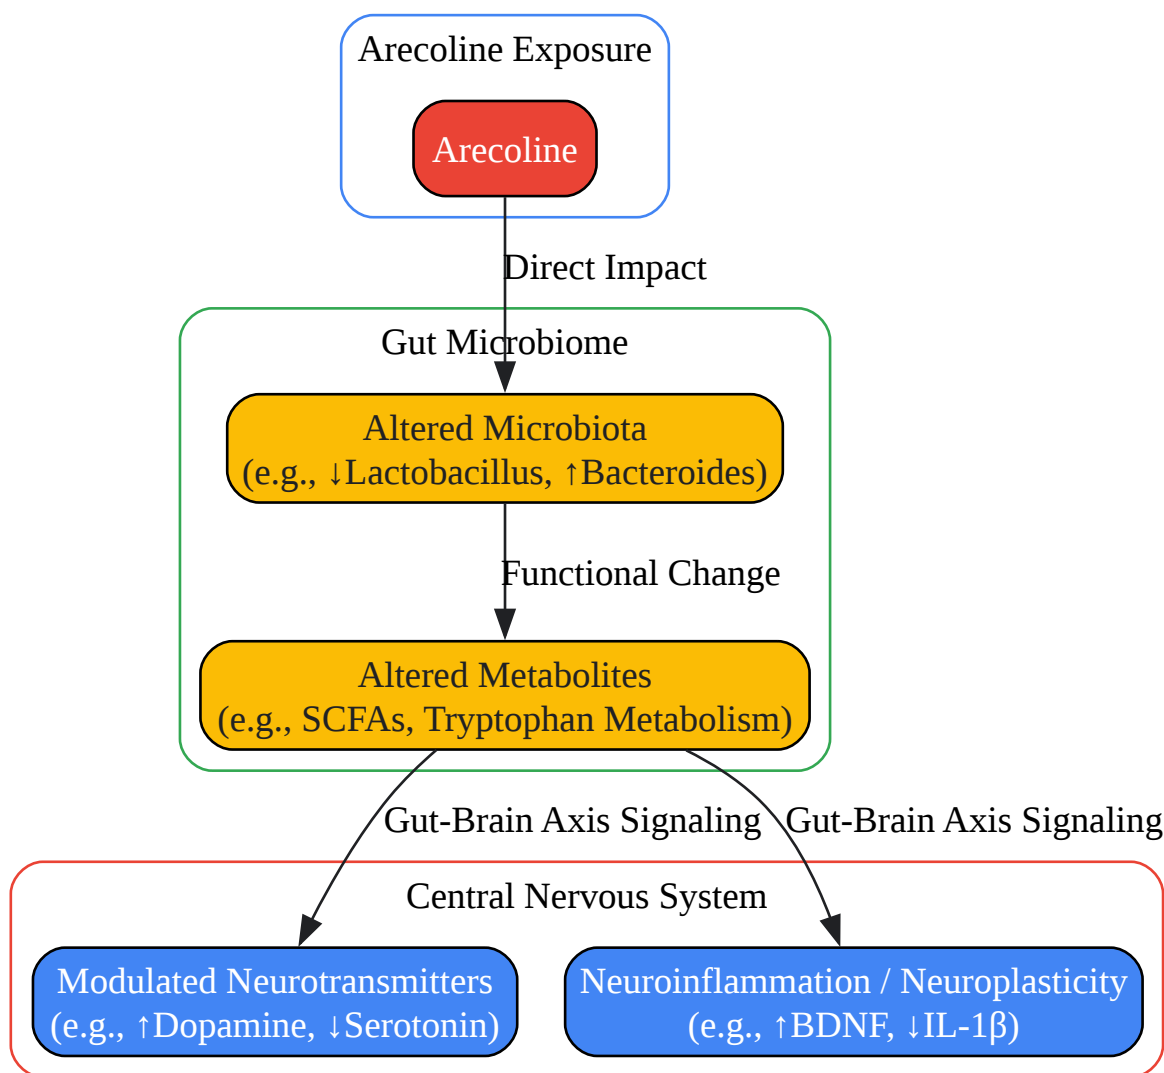 Arecoline Exposure
Arecoline
Direct Impact
Gut Microbiome
Altered Microbiota
(e.g., ↓Lactobacillus, ↑Bacteroides)
Functional Change
Altered Metabolites
(e.g., SCFAs, Tryptophan Metabolism)
Gut-Brain Axis Signaling
Gut-Brain Axis Signaling
Central Nervous System
Modulated Neurotransmitters
(e.g., ↑Dopamine, ↓Serotonin)
Neuroinflammation / Neuroplasticity
(e.g., ↑BDNF, ↓IL-1β)